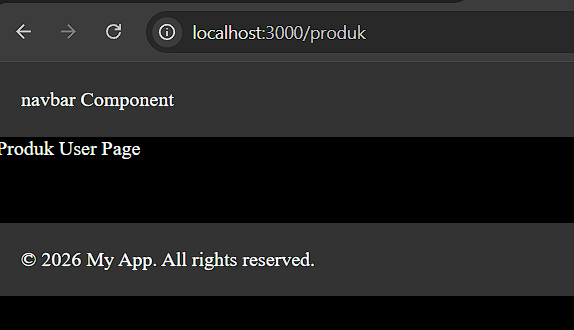 localhost:3000/produk
navbar Component
Produk User Page
© 2026 My App. All rights reserved.